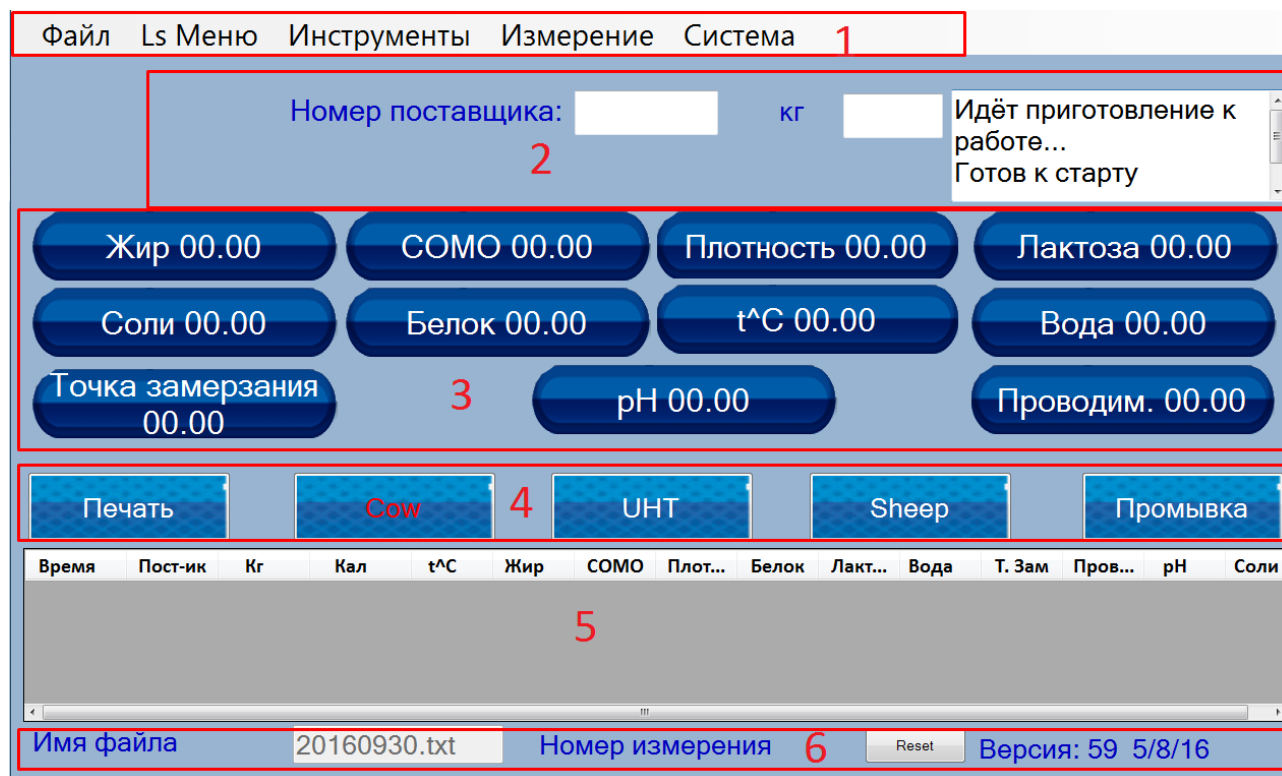 Файл Ls Меню Инструменты Измерение Система 1
Номер поставщика: кг
Идёт приготовление к
работе...
Готов к старту
2
Жир 00.00 СОМО 00.00 Плотность 00.00 Лактоза 00.00
Соли 00.00 Белок 00.00 t^C 00.00 Вода 00.00
Точка замерзания
00.00
3 pH 00.00 Проводим. 00.00
Печать Cow 4 UHT Sheep Промывка
Время Пост-ик Кг Кал t^C Жир СОМО Плот... Белок Лакт... Вода Т. Зам Пров... pH Соли
5
Имя файла 20160930.txt Номер измерения 6 Reset Версия: 59 5/8/16